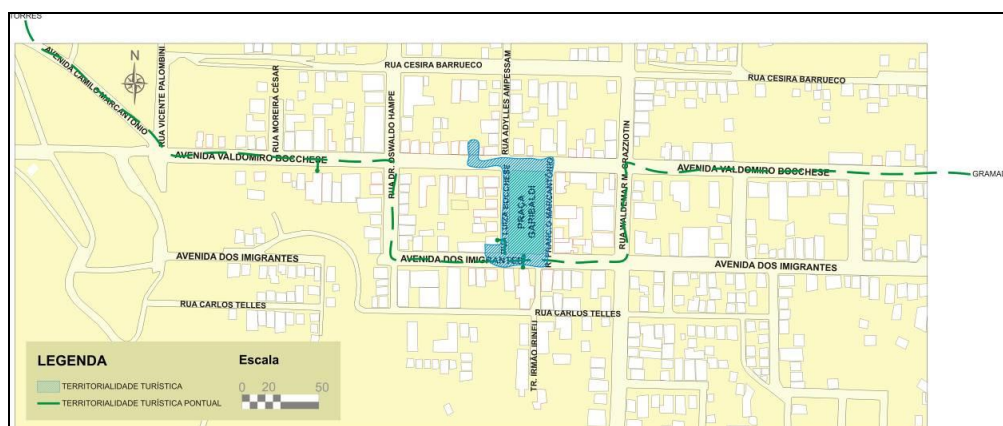 TORRES
AVENIDA CAMILO MARCANTONIO
N
RUA VICENTE PALOMBINI
RUA MOREIRA CÉSAR
RUA DR. OSWALDO HAMPE
RUA CESIRA BARRUECO
RUA ADYLLES AMPESSAM
RUA CESIRA BARRUECO
AVENIDA VALDOMIRO BOCCHESE
RUA LUIZA BOCCHESE
PRAÇA
GARIBALDI
R. FRANC. MARCANTÔNIO
RUA WALDEMAR M. GRAZZIOTIN
AVENIDA VALDOMIRO BOCCHESE
GRAMAD
AVENIDA DOS IMIGRANTES
AVENIDA DOS IMIGRANTES
AVENIDA DOS IMIGRANTES
RUA CARLOS TELLES
RUA CARLOS TELLES
TR. IRMÃO IRINEU
LEGENDA
Escala
TERRITORIALIDADE TURÍSTICA
0 20 50
TERRITORIALIDADE TURÍSTICA PONTUAL